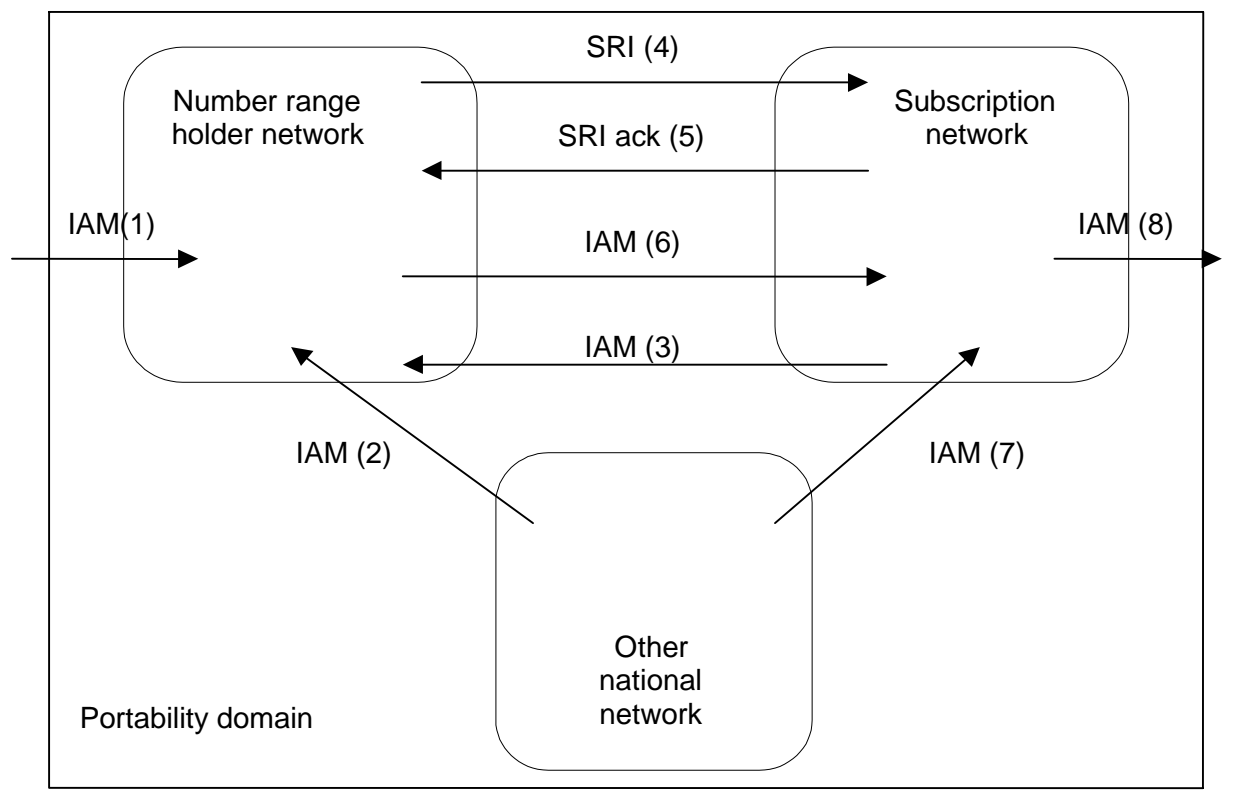 SRI (4)
Number range
holder network
Subscription
network
SRI ack (5)
IAM(1)
IAM (6)
IAM (8)
IAM (3)
IAM (2)
IAM (7)
Other
national
network
Portability domain